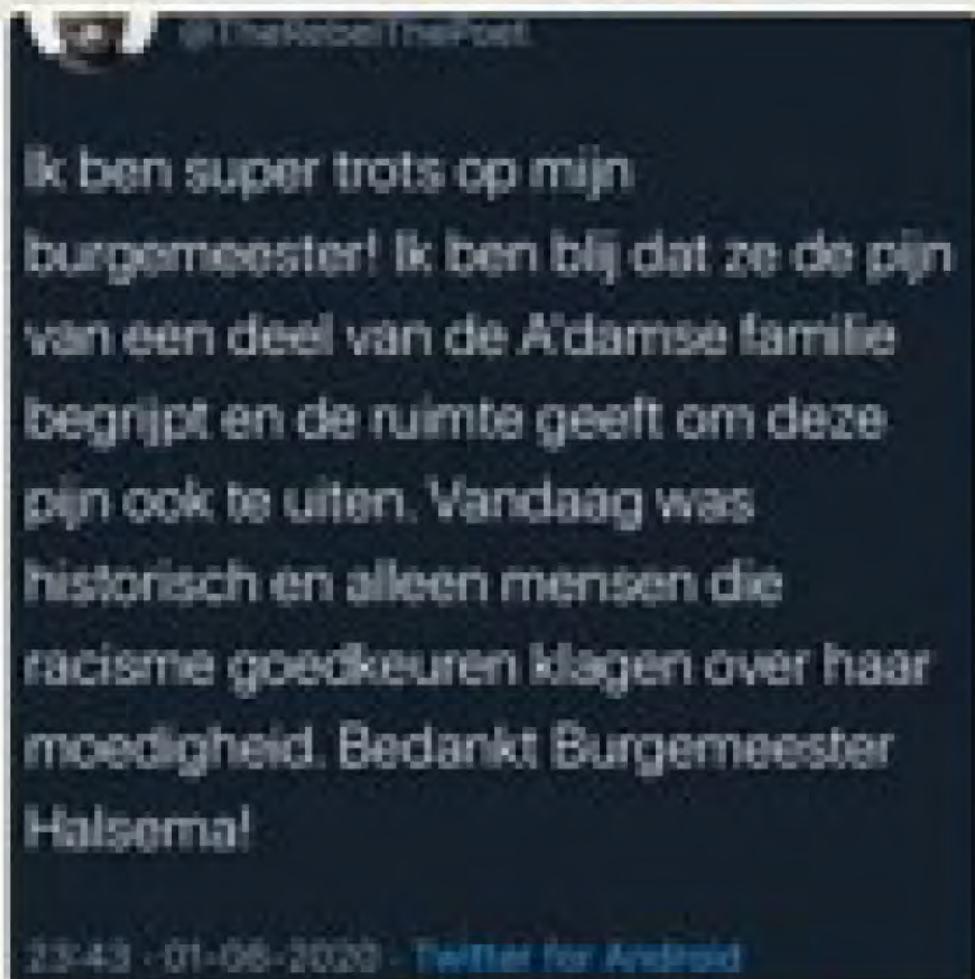 @TheRebelThePoet
Ik ben super trots op mijn
burgemeester! Ik ben blij dat ze de pijn
van een deel van de A'damse familie
begrijpt en de ruimte geeft om deze
pijn ook te uiten. Vandaag was
historisch en alleen mensen die
racisme goedkeuren klagen over haar
moedigheid. Bedankt Burgemeester
Halsema!
23:43 · 01-06-2020 · Twitter for Android